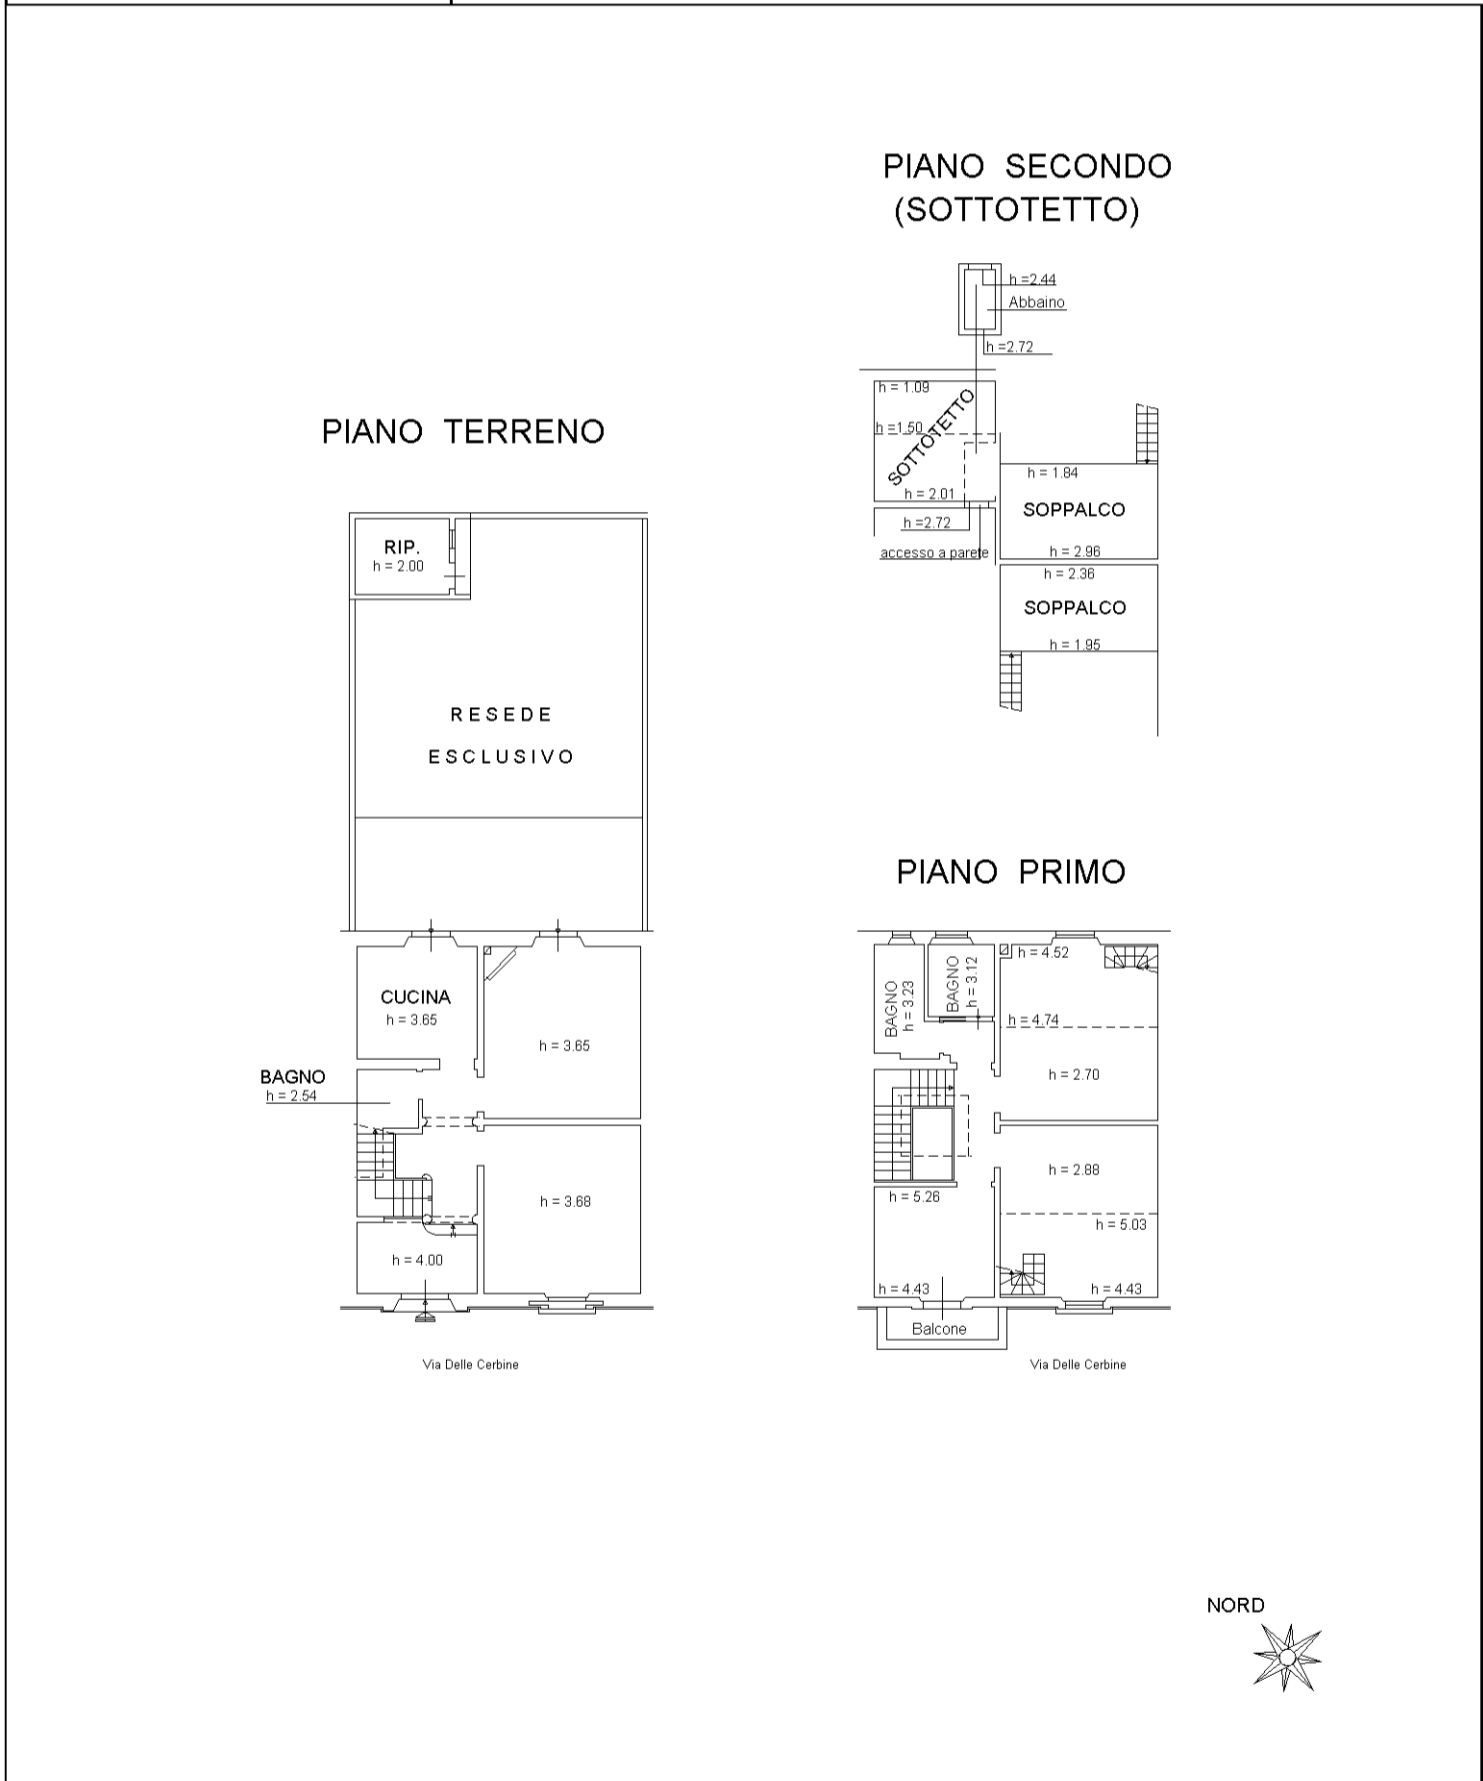 PIANO SECONDO
(SOTTOTETTO)
h =2.44
Abbaino
h =2.72
h = 1.09
h =1.50
SOTTOTETTO
h = 2.01
h =2.72
accesso a parete
h = 1.84
SOPPALCO
h = 2.96
h = 2.36
SOPPALCO
h = 1.95
PIANO TERRENO
RIP.
h = 2.00
RESEDE
ESCLUSIVO
CUCINA
h = 3.65
h = 3.65
BAGNO
h = 2.54
h = 3.68
h = 4.00
Via Delle Cerbine
PIANO PRIMO
BAGNO
h = 3.23
BAGNO
h = 3.12
h = 4.52
h = 4.74
h = 2.70
h = 2.88
h = 5.26
h = 5.03
h = 4.43
h = 4.43
Balcone
Via Delle Cerbine
NORD